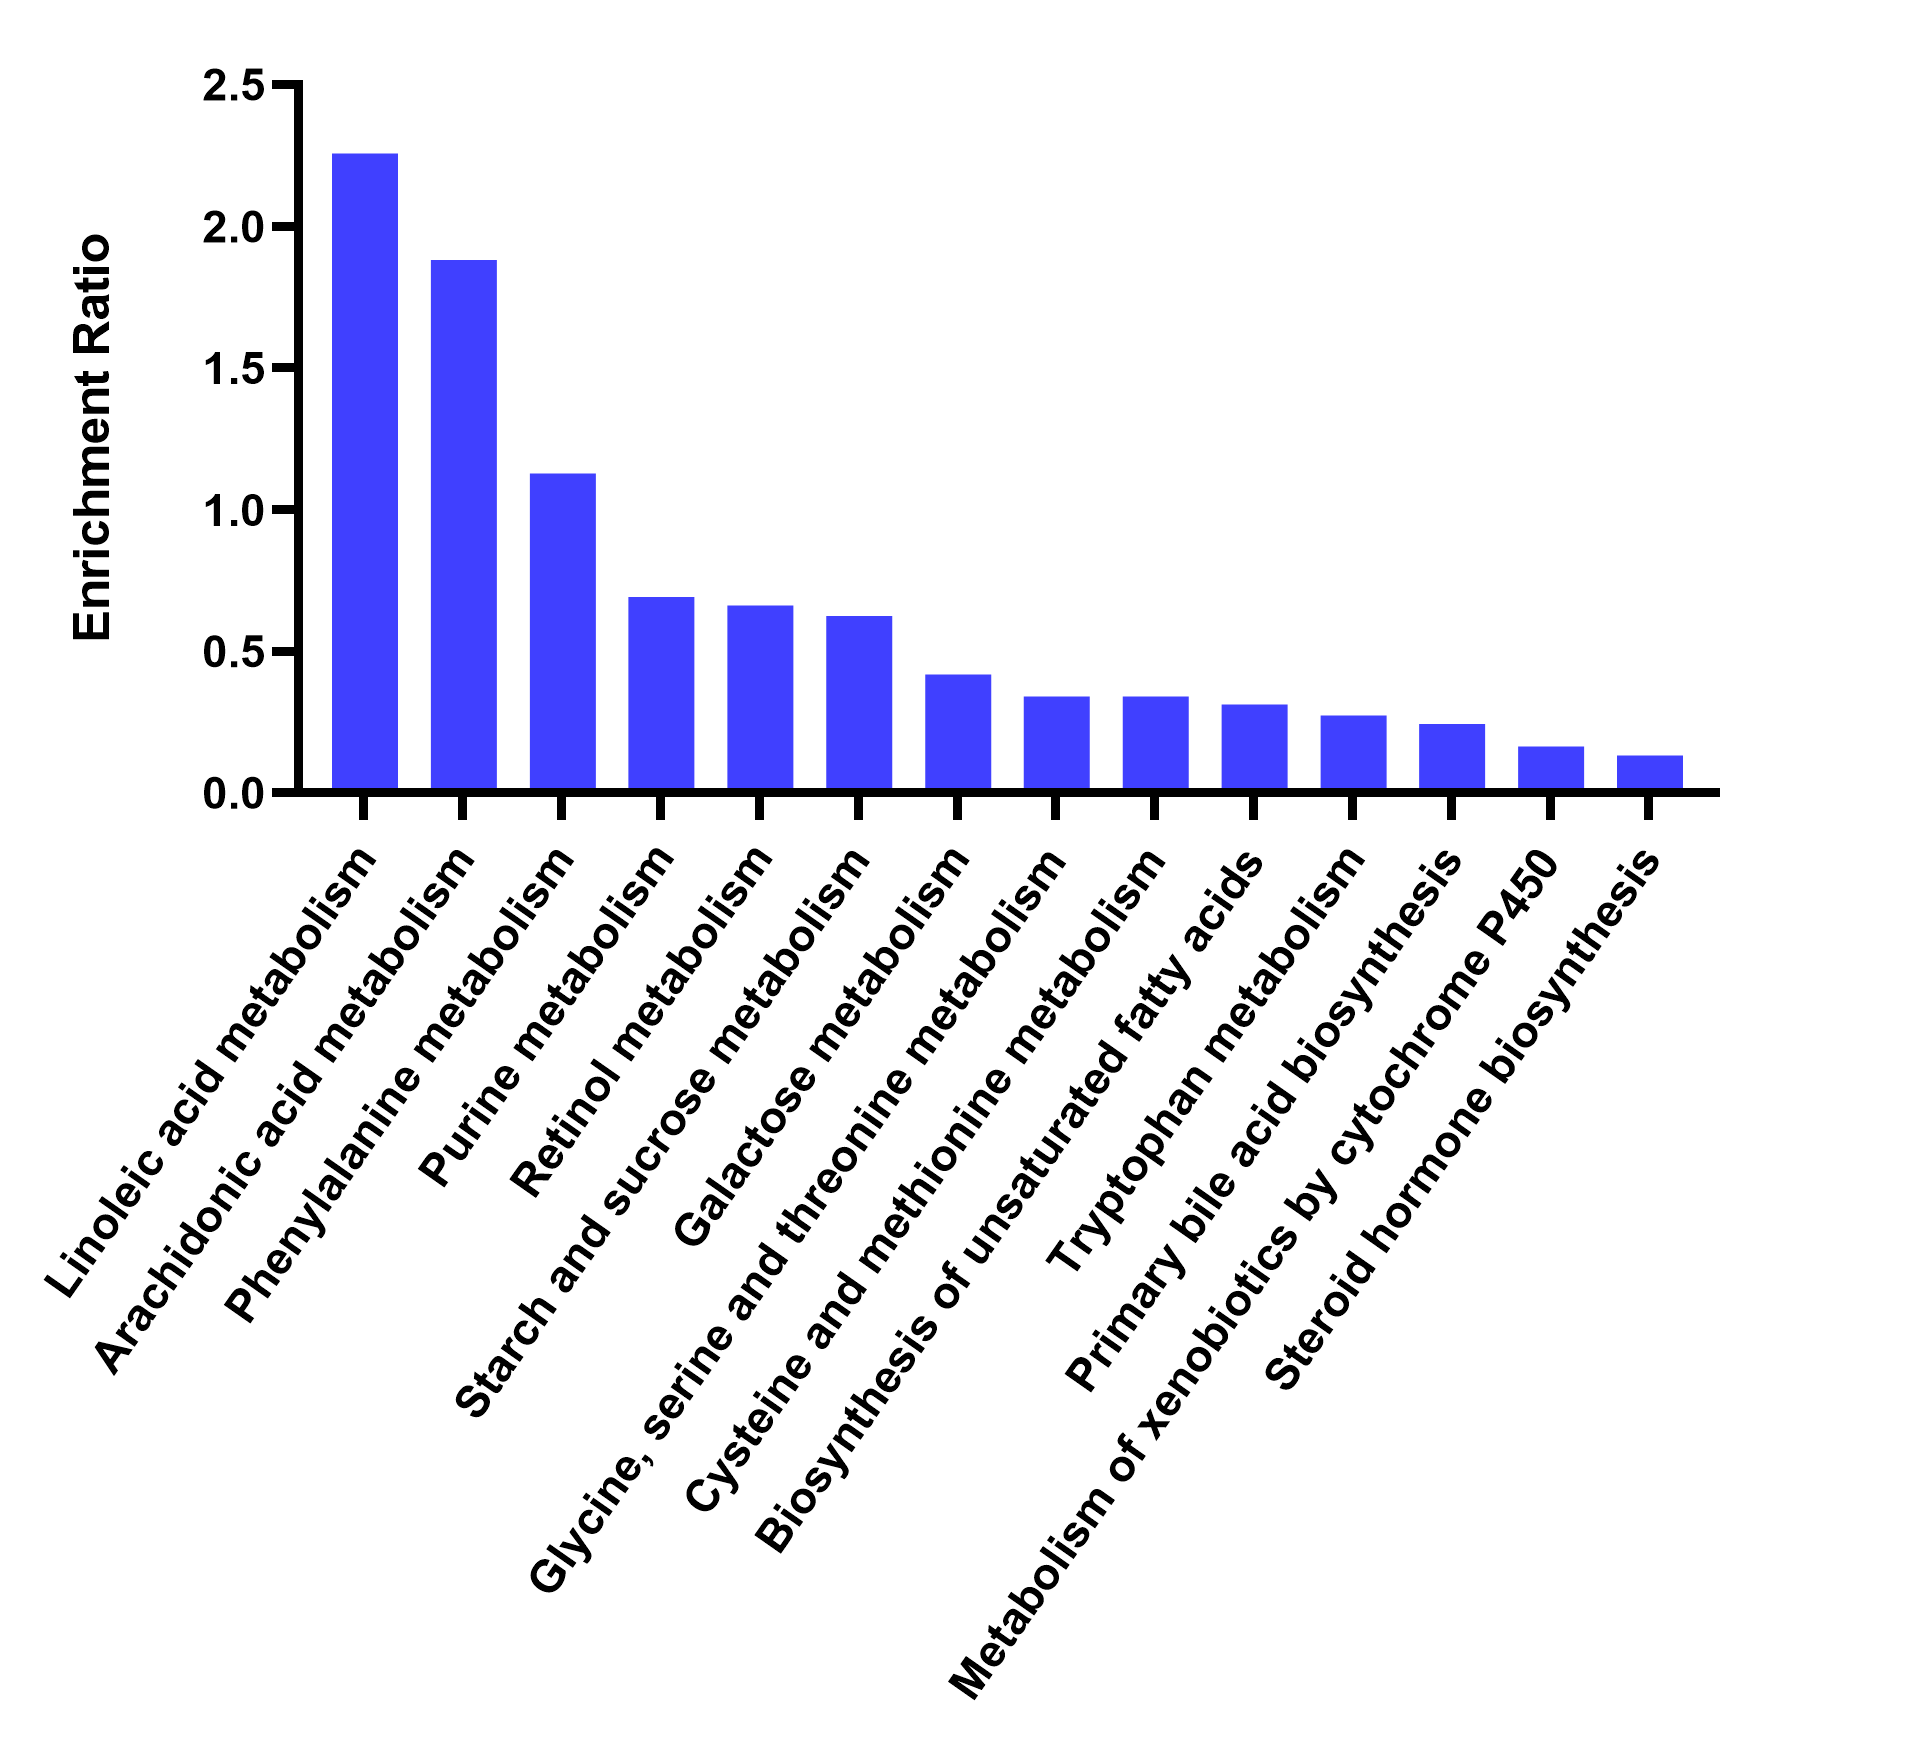 Enrichment Ratio
2.5
2.0
1.5
1.0
0.5
0.0
Linoleic acid metabolism
Arachidonic acid metabolism
Phenylalanine metabolism
Purine metabolism
Retinol metabolism
Starch and sucrose metabolism
Galactose metabolism
Glycine, serine and threonine metabolism
Cysteine and methionine metabolism
Biosynthesis of unsaturated fatty acids
Tryptophan metabolism
Primary bile acid biosynthesis
Metabolism of xenobiotics by cytochrome P450
Steroid hormone biosynthesis